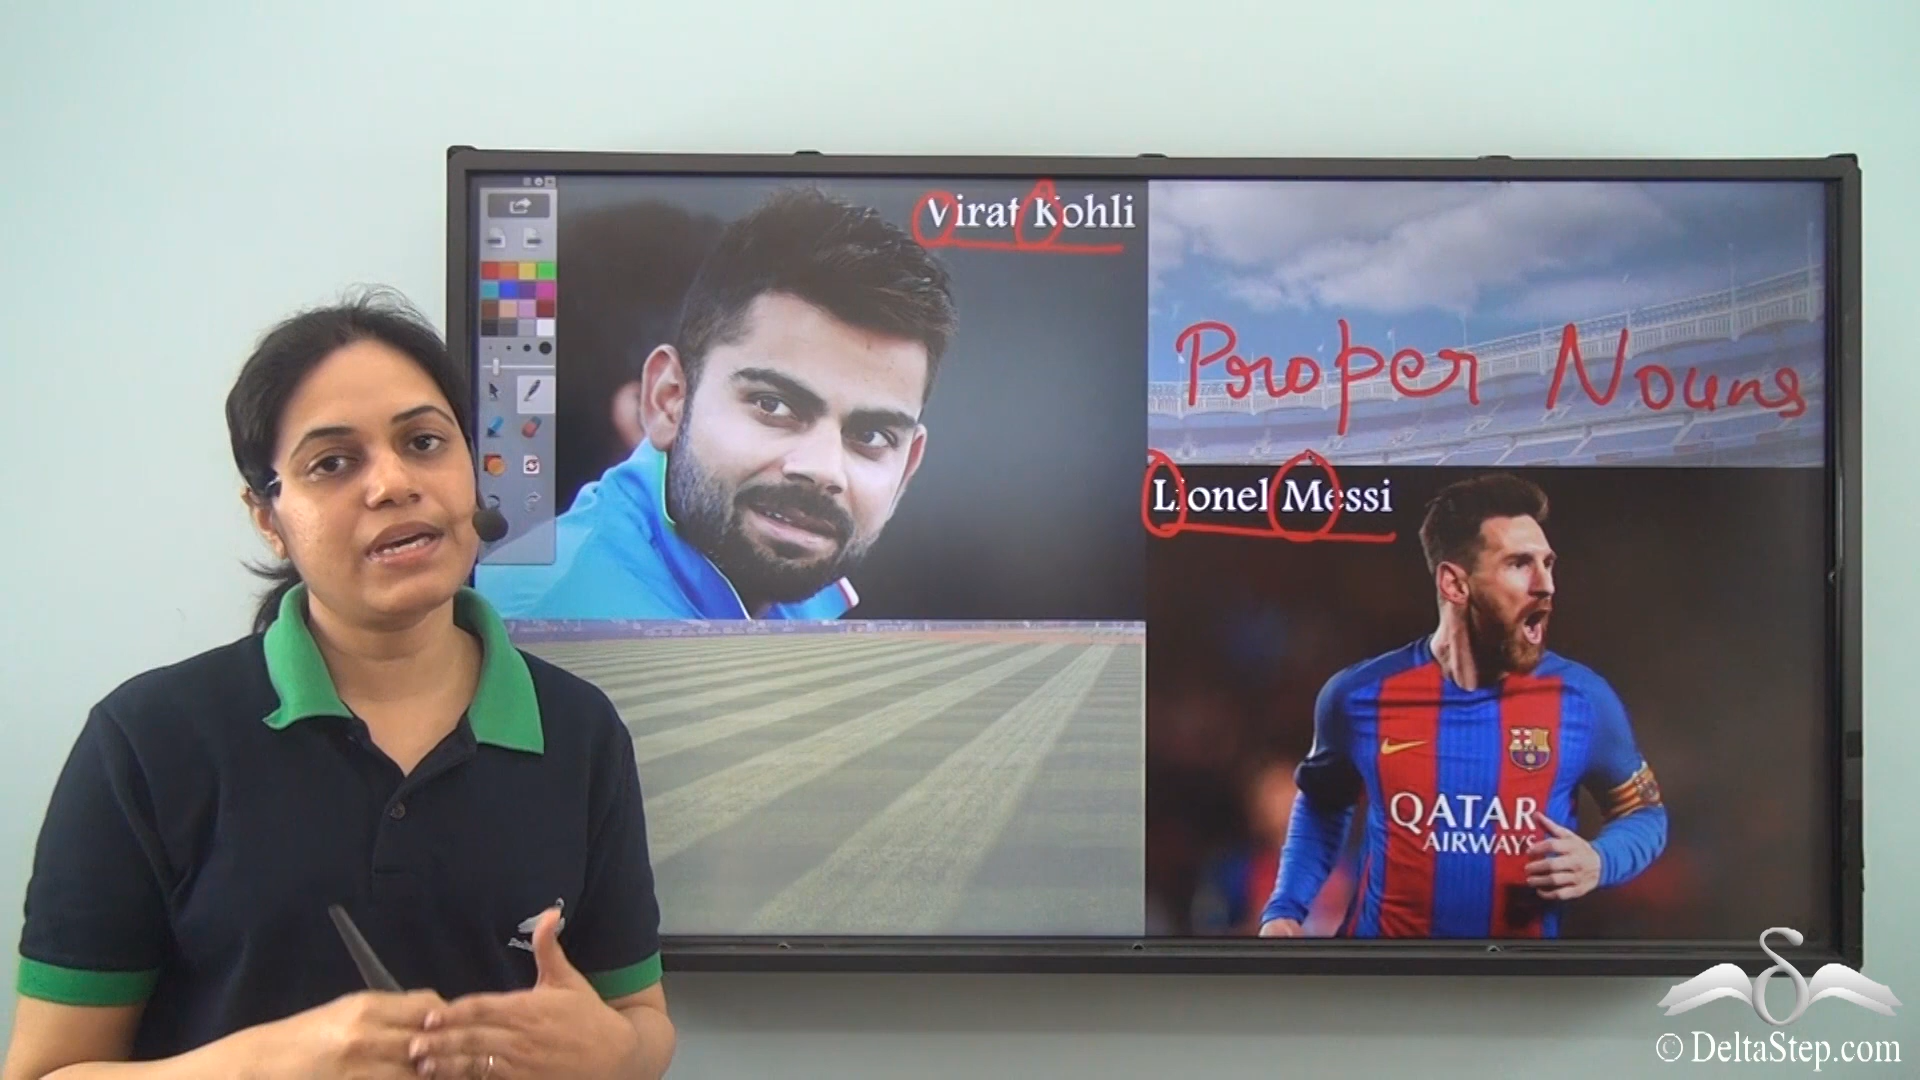 Virat Kohli
Proper Nouns
Lionel Messi
QATAR
AIRWAYS
© DeltaStep.com